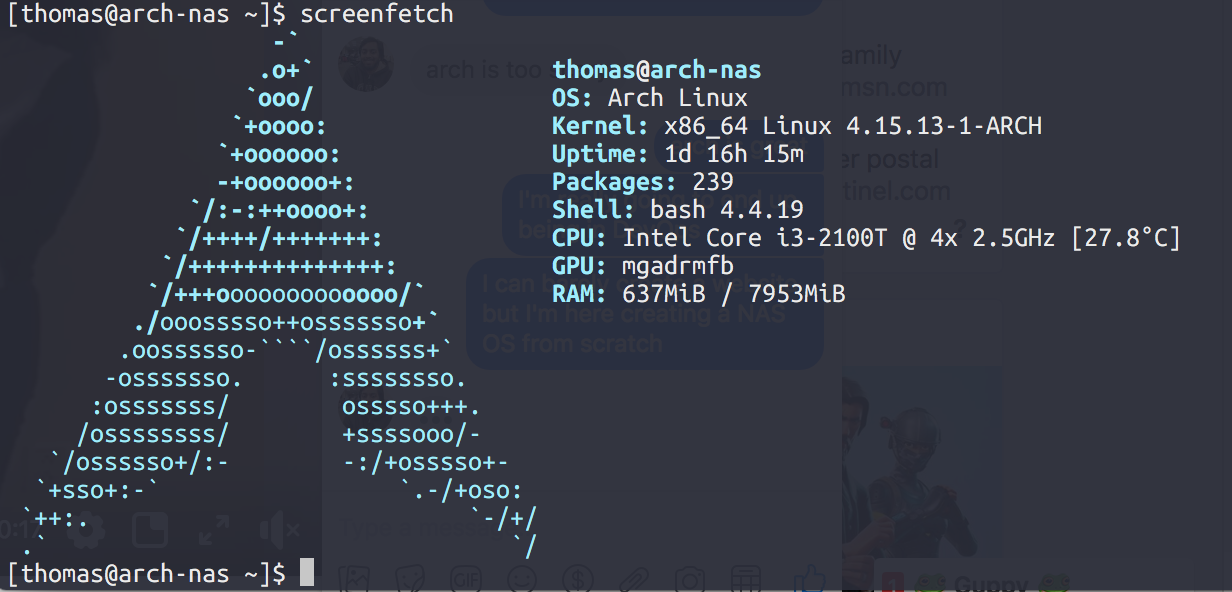 [thomas@arch-nas ~]$ screenfetch
-`
.o+`
thomas@arch-nas
`ooo/
OS: Arch Linux
`+oooo:
Kernel: x86_64 Linux 4.15.13-1-ARCH
`+oooooo:
Uptime: 1d 16h 15m
-+oooooo+:
Packages: 239
`/:-:++oooo+:
Shell: bash 4.4.19
`/++++/+++++++:
CPU: Intel Core i3-2100T @ 4x 2.5GHz [27.8°C]
`/++++++++++++++:
GPU: mgadrmfb
`/+++ooooooooooooo/`
RAM: 637MiB / 7953MiB
./ooosssso++osssssso+`
.oossssso-````/ossssss+`
-osssssso.      :ssssssso.
:osssssss/        osssso+++.
/ossssssss/        +ssssooo/-
`/ossssso+/:-        -:/+osssso+-
`+sso+:-`                 `.-/+oso:
`++:.                           `-/+/
.`                                 `/
[thomas@arch-nas ~]$
arch is too
I can
website
but I'm here creating a NAS
OS from scratch
amily
msn.com
er postal
tinel.com
GIF
1
Guppy